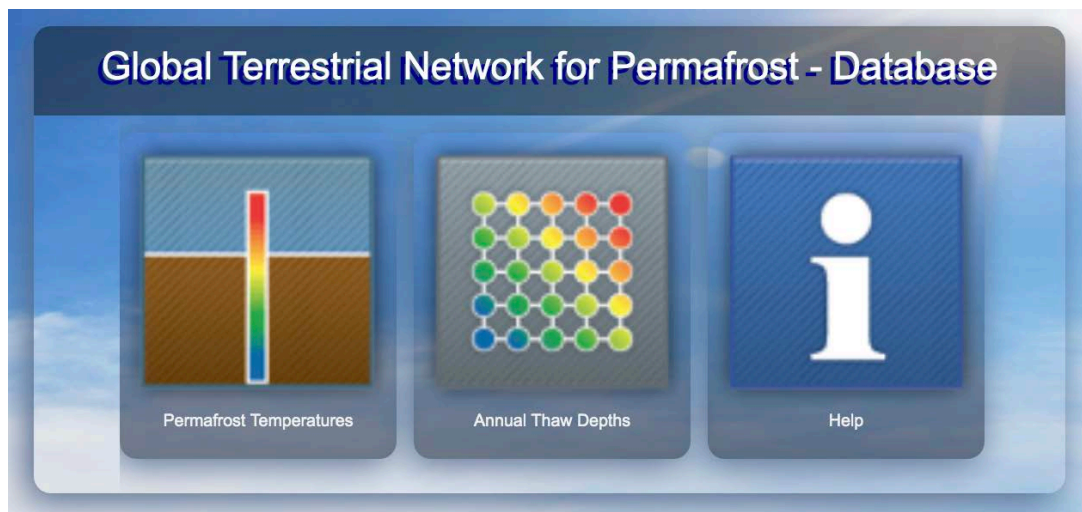 Global Terrestrial Network for Permafrost - Database
Permafrost Temperatures
Annual Thaw Depths
Help